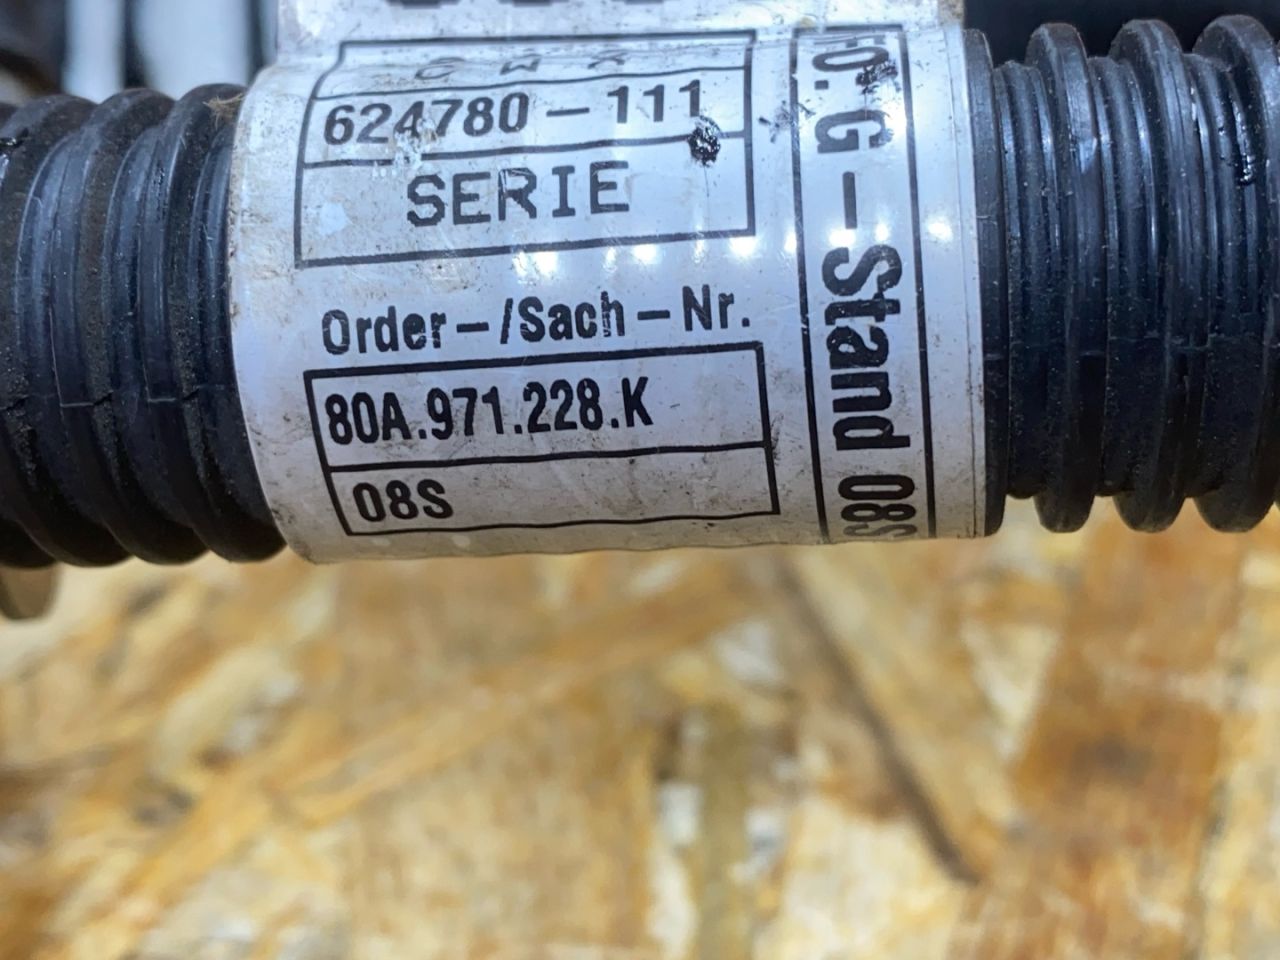 624780-111
SERIE
Order-/Sach-Nr.
80A.971.228.K
08S
G-Stand 08S